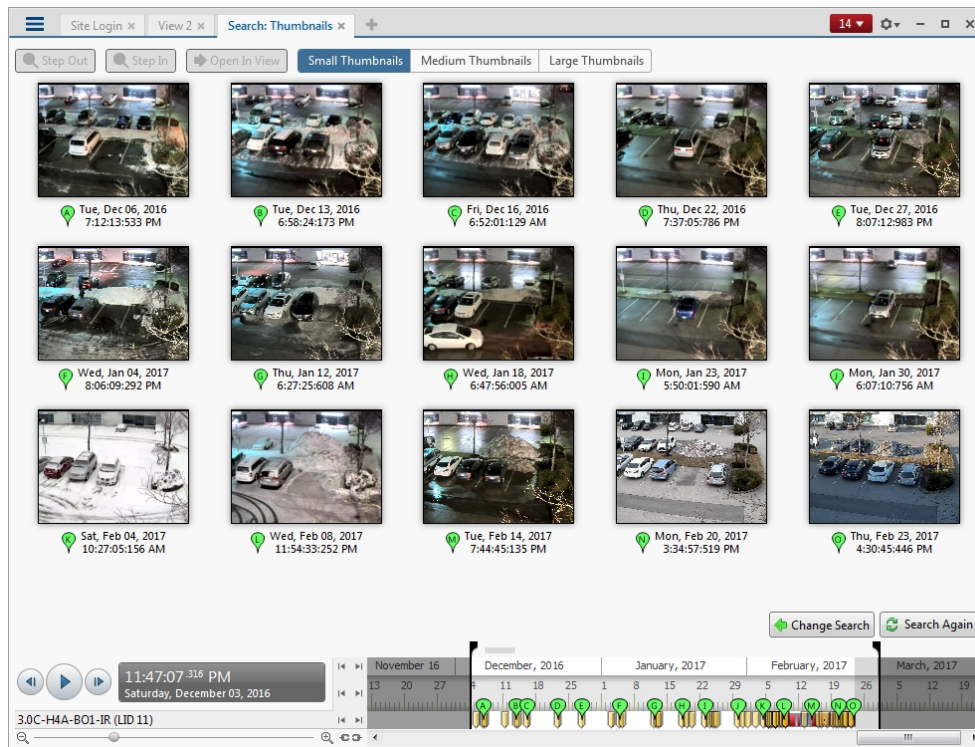 Site Login × View 2 × Search: Thumbnails × + 14
Step Out Step In Open In View Small Thumbnails Medium Thumbnails Large Thumbnails
A Tue, Dec 06, 2016
7:12:13:533 PM
B Tue, Dec 13, 2016
6:58:24:173 PM
C Fri, Dec 16, 2016
6:52:01:129 AM
D Thu, Dec 22, 2016
7:37:05:786 PM
E Tue, Dec 27, 2016
8:07:12:983 PM
F Wed, Jan 04, 2017
8:06:09:292 PM
G Thu, Jan 12, 2017
6:27:25:608 AM
H Wed, Jan 18, 2017
6:47:56:005 AM
I Mon, Jan 23, 2017
5:50:01:590 AM
J Mon, Jan 30, 2017
6:07:10:756 AM
K Sat, Feb 04, 2017
10:27:05:156 AM
L Wed, Feb 08, 2017
11:54:33:252 PM
M Tue, Feb 14, 2017
7:44:45:135 PM
N Mon, Feb 20, 2017
3:34:57:519 PM
O Thu, Feb 23, 2017
4:30:45:446 PM
Change Search Search Again
11:47:07.316 PM
Saturday, December 03, 2016
November 16 December, 2016 January, 2017 February, 2017 March, 2017
13 20 27 4 11 18 25 1 8 15 22 29 5 12 19 26 5 12 19
A B C D E F G H I J K L M N O
3.0C-H4A-BO1-IR (LID 11)